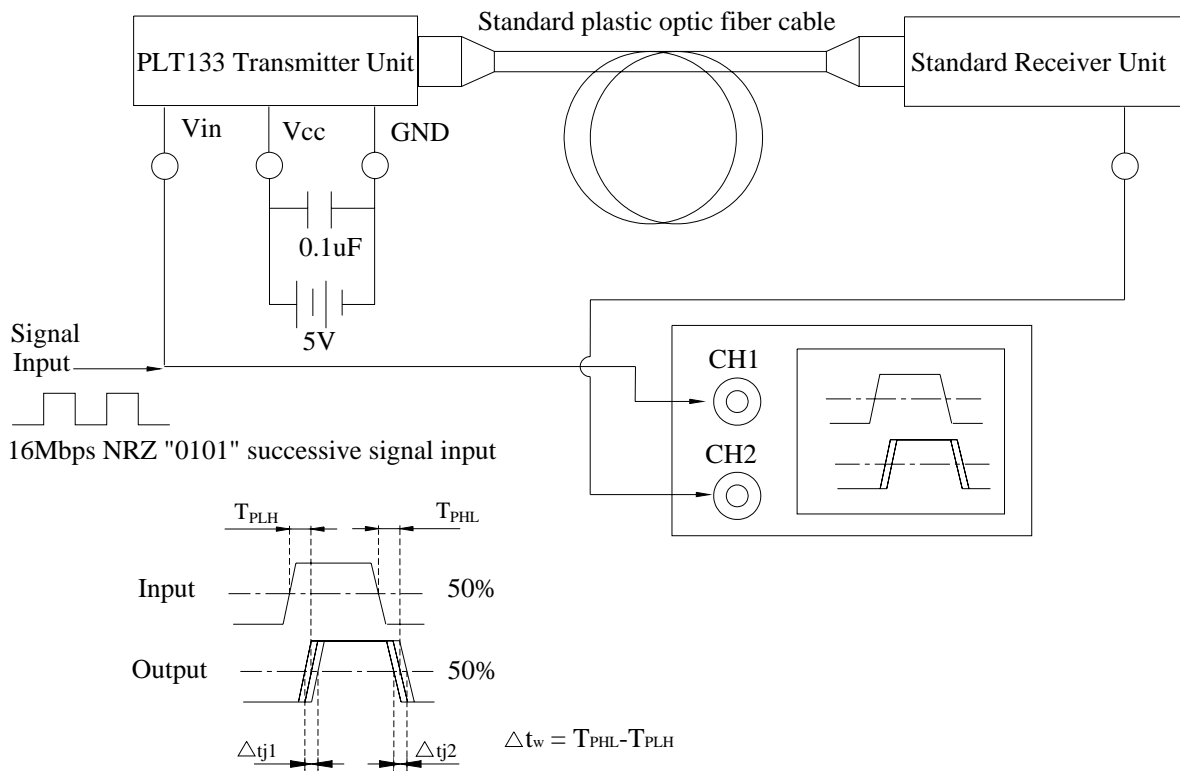 Standard plastic optic fiber cable
PLT133 Transmitter Unit
Standard Receiver Unit
Vin
Vcc
GND
0.1uF
5V
Signal
Input
CH1
16Mbps NRZ "0101" successive signal input
CH2
TPLH
TPHL
Input
50%
Output
50%
△tj1
△tj2
△tw = TPHL-TPLH